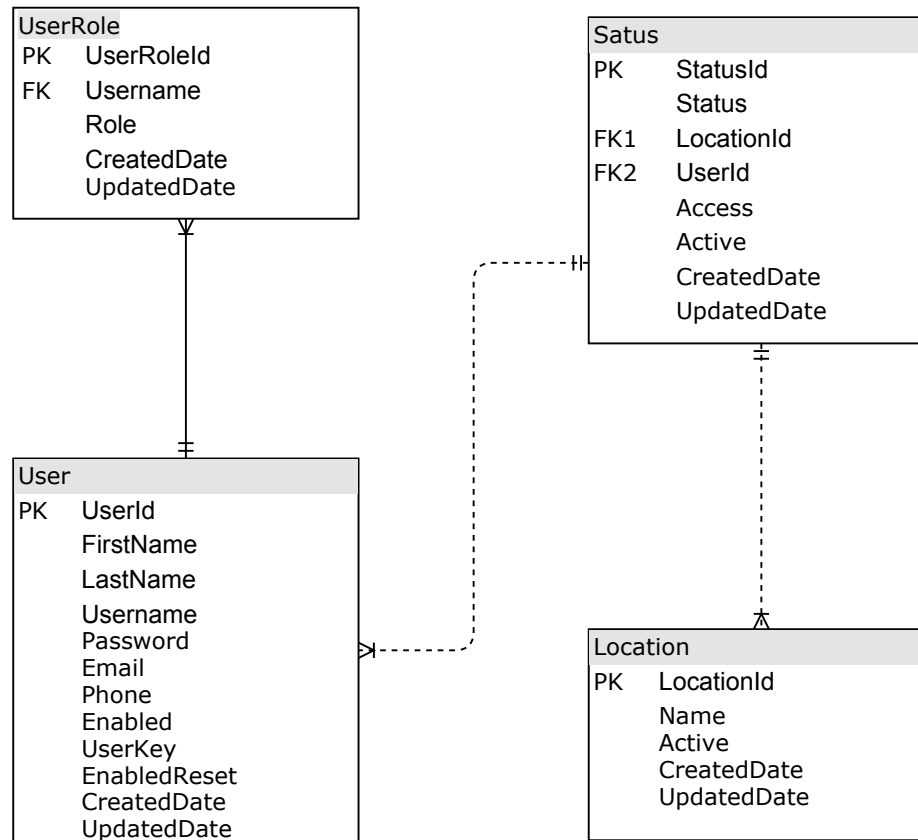 UserRole
PK UserRoleId
FK Username
Role
CreatedDate
UpdatedDate
Satus
PK StatusId
Status
FK1 LocationId
FK2 UserId
Access
Active
CreatedDate
UpdatedDate
User
PK UserId
FirstName
LastName
Username
Password
Email
Phone
Enabled
UserKey
EnabledReset
CreatedDate
UpdatedDate
Location
PK LocationId
Name
Active
CreatedDate
UpdatedDate